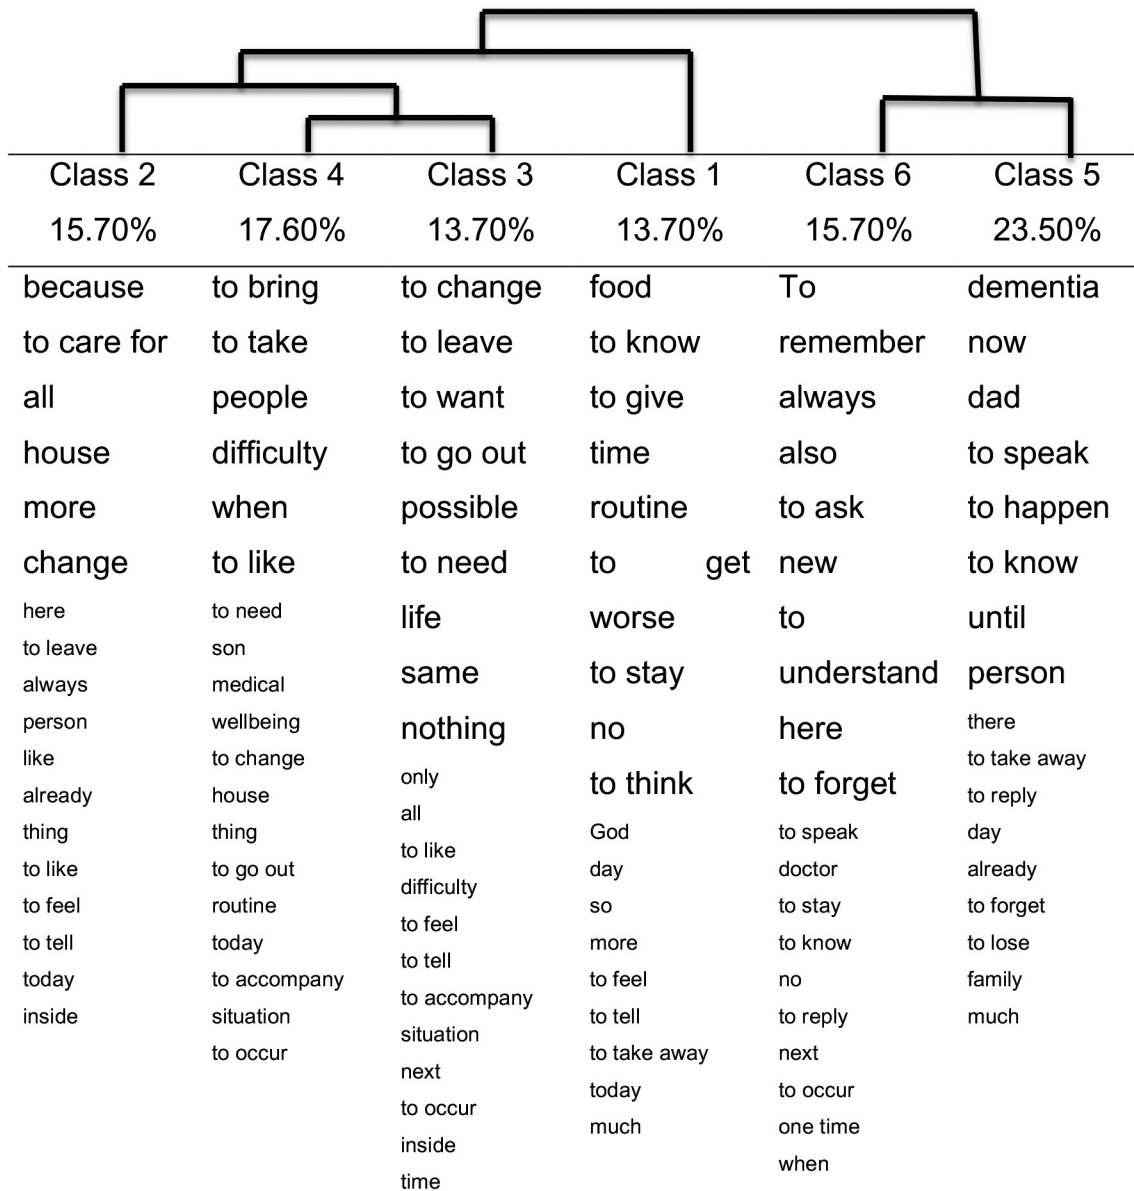 Class 2 Class 4 Class 3 Class 1 Class 6 Class 5
15.70% 17.60% 13.70% 13.70% 15.70% 23.50%
because
to care for
all
house
more
change
here
to leave
always
person
like
already
thing
to like
to feel
to tell
today
inside
to bring
to take
people
difficulty
when
to like
to need
son
medical
wellbeing
to change
house
thing
to go out
routine
today
to accompany
situation
to occur
to change
to leave
to want
to go out
possible
to need
life
same
nothing
only
all
to like
difficulty
to feel
to tell
to accompany
situation
next
to occur
inside
time
food
to know
to give
time
routine
to get
worse
to stay
no
to think
God
day
so
more
to feel
to tell
to take away
today
much
To
remember
always
also
to ask
new
to
understand
here
to forget
to speak
doctor
to stay
to know
no
to reply
next
to occur
one time
when
dementia
now
dad
to speak
to happen
to know
until
person
there
to take away
to reply
day
already
to forget
to lose
family
much